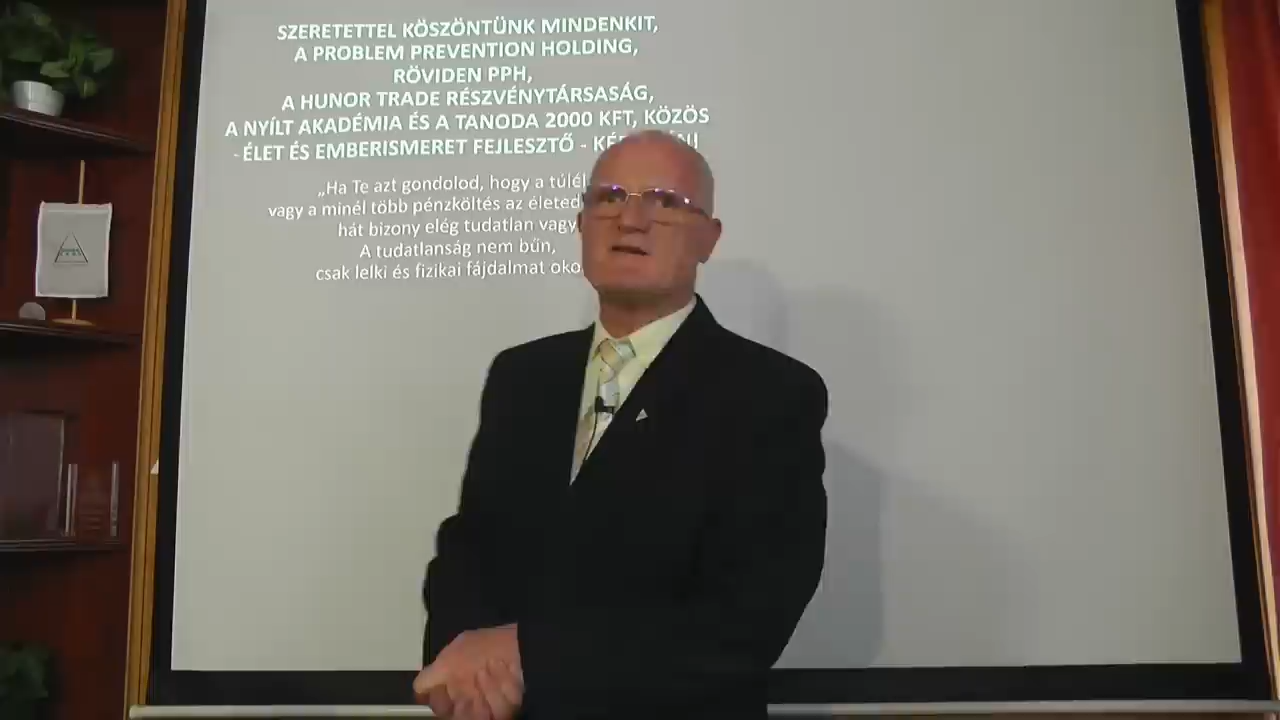 SZERETETTEL KÖSZÖNTÜNK MINDENKIT,
A PROBLEM PREVENTION HOLDING,
RÖVIDEN PPH,
A HUNOR TRADE RÉSZVÉNYTÁRSASÁG,
A NYÍLT AKADÉMIA ÉS A TANODA 2000 KFT, KÖZÖS
- ÉLET ÉS EMBERISMERET FEJLESZTŐ -
„Ha Te azt gondolod, hogy a túlél
vagy a minél több pénzköltés az életed
hát bizony elég tudatlan vagy
A tudatlanság nem bűn,
csak lelki és fizikai fájdalmat oko